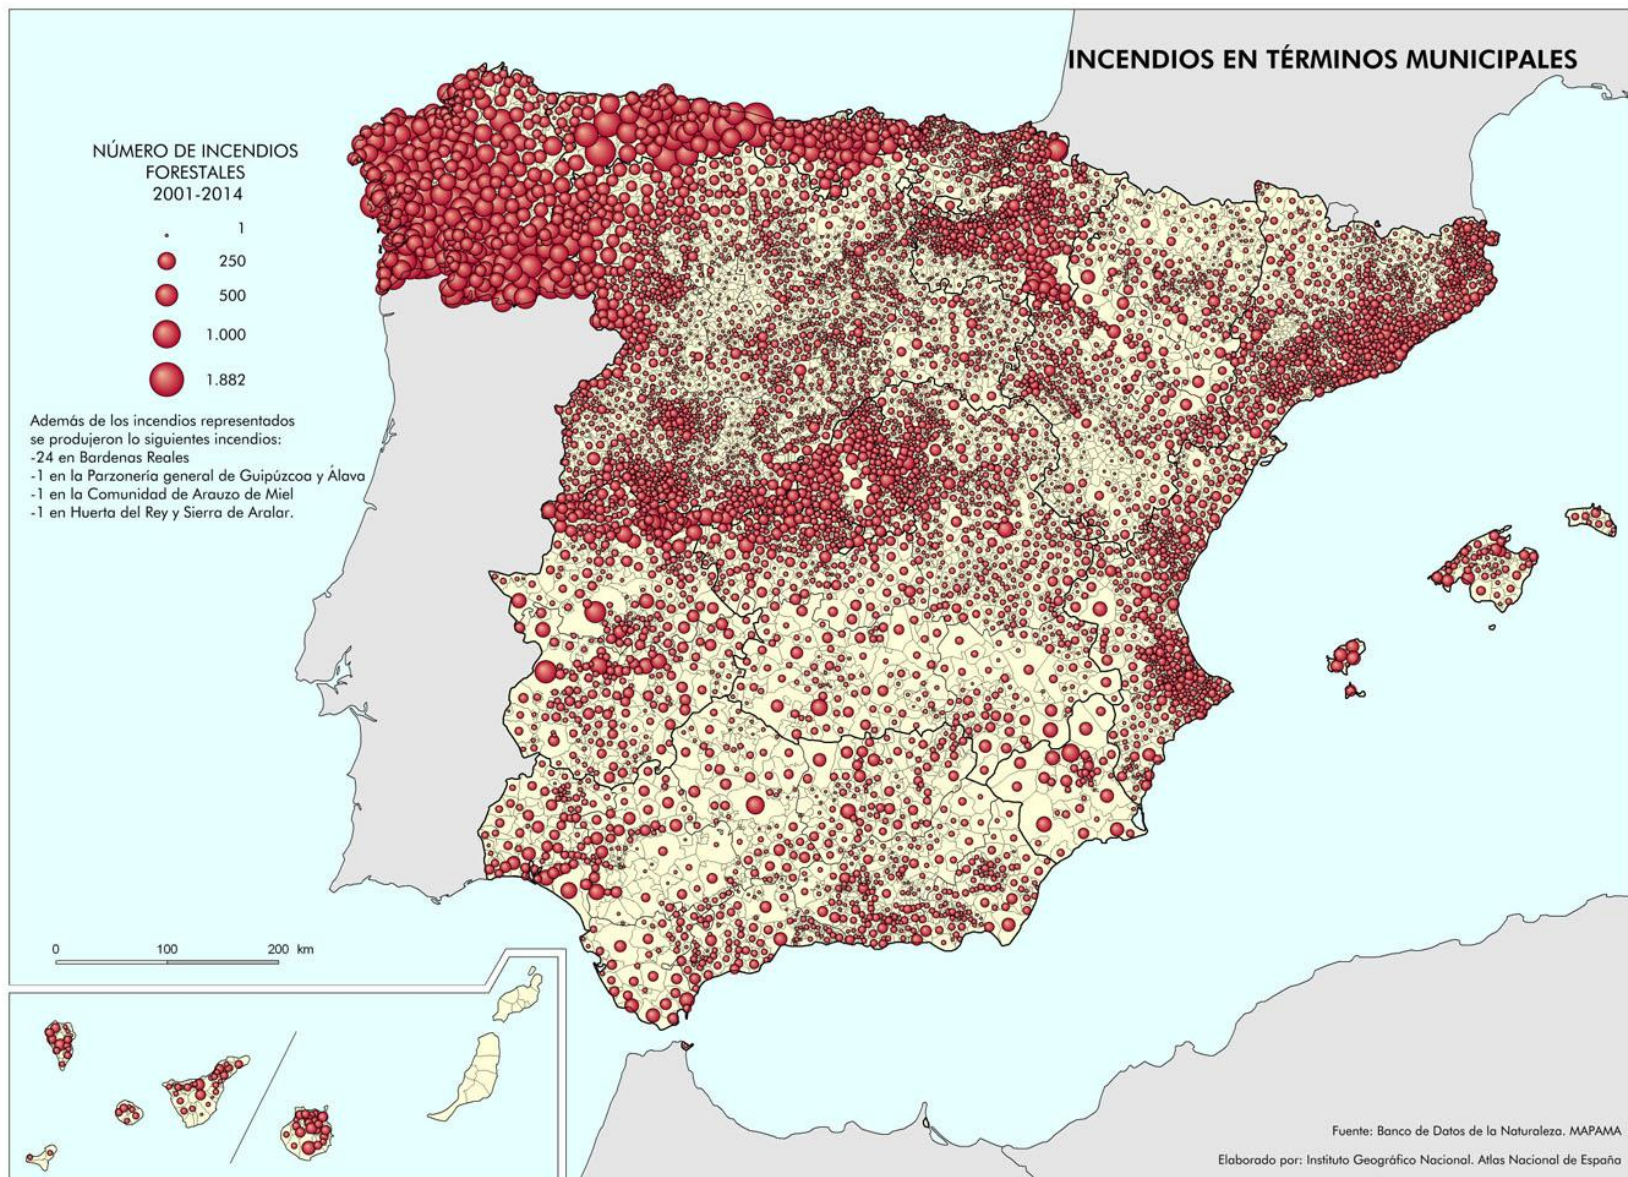 INCENDIOS EN TÉRMINOS MUNICIPALES
NÚMERO DE INCENDIOS
FORESTALES
2001-2014
1
250
500
1.000
1.882
Además de los incendios representados
se produjeron lo siguientes incendios:
-24 en Bardenas Reales
-1 en la Parzonería general de Guipúzcoa y Álava
-1 en la Comunidad de Arauzo de Miel
-1 en Huerta del Rey y Sierra de Aralar.
0 100 200 km
Fuente: Banco de Datos de la Naturaleza. MAPAMA
Elaborado por: Instituto Geográfico Nacional. Atlas Nacional de España